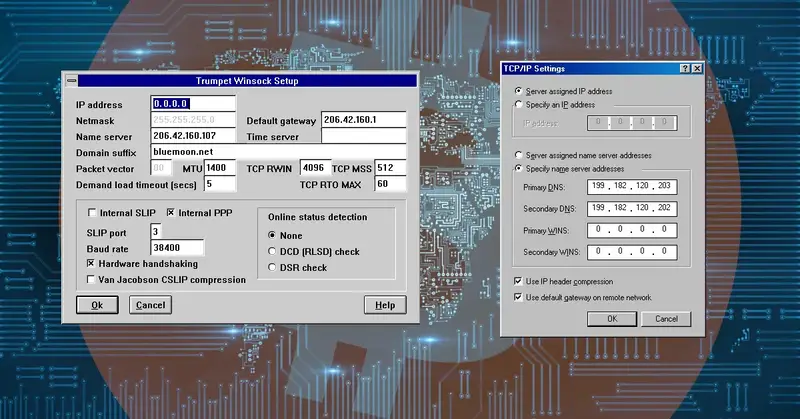 Trumpet Winsock Setup
IP address 0.0.0.0
Netmask 255.255.255.0 Default gateway 206.42.160.1
Name server 206.42.160.107 Time server
Domain suffix bluemoon.net
Packet vector 00 MTU 1400 TCP RWIN 4096 TCP MSS 512
Demand load timeout (secs) 5 TCP RTO MAX 60
Internal SLIP Internal PPP
SLIP port 3
Baud rate 38400
Hardware handshaking
Van Jacobson CSLIP compression
Online status detection
None
DCD (RLSD) check
DSR check
Ok Cancel Help
TCP/IP Settings
Server assigned IP address
Specify an IP address
IP address: 0 . 0 . 0 . 0
Server assigned name server addresses
Specify name server addresses
Primary DNS: 199 . 182 . 120 . 203
Secondary DNS: 199 . 182 . 120 . 202
Primary WINS: 0 . 0 . 0 . 0
Secondary WINS: 0 . 0 . 0 . 0
Use IP header compression
Use default gateway on remote network
OK Cancel